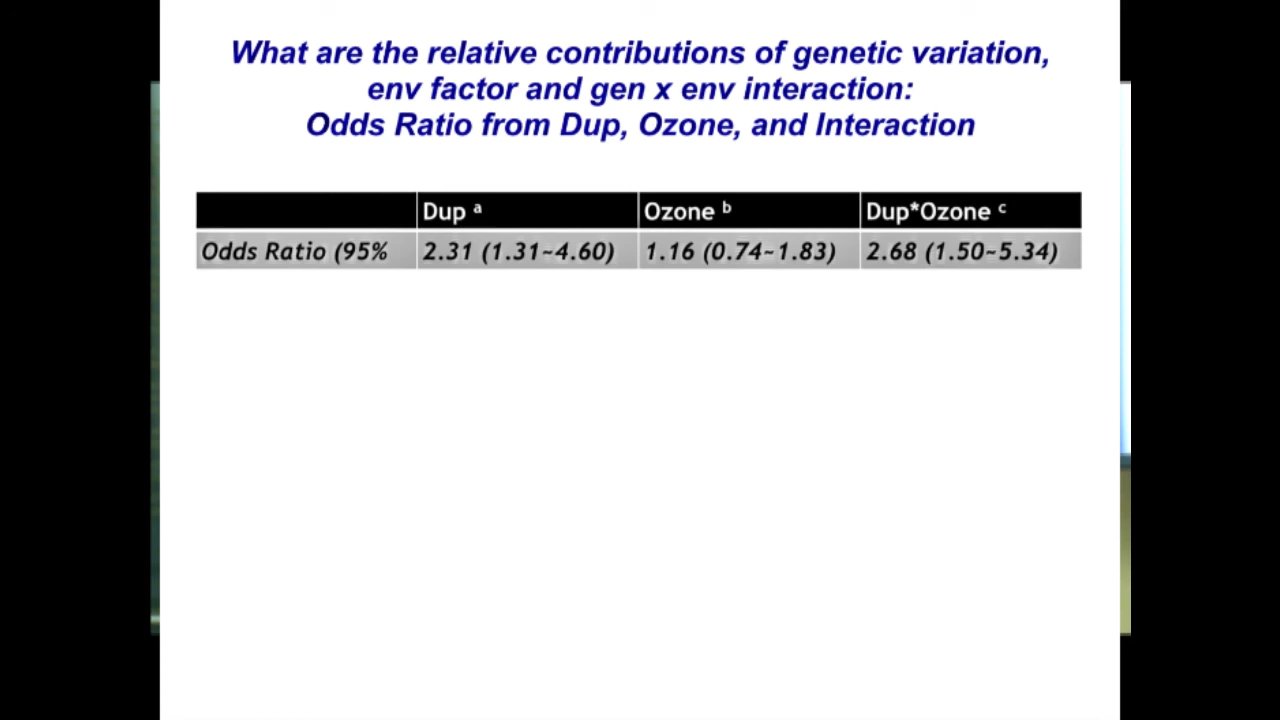 What are the relative contributions of genetic variation,
env factor and gen x env interaction:
Odds Ratio from Dup, Ozone, and Interaction
Dup a Ozone b Dup*Ozone c
Odds Ratio (95% 2.31 (1.31~4.60) 1.16 (0.74~1.83) 2.68 (1.50~5.34)